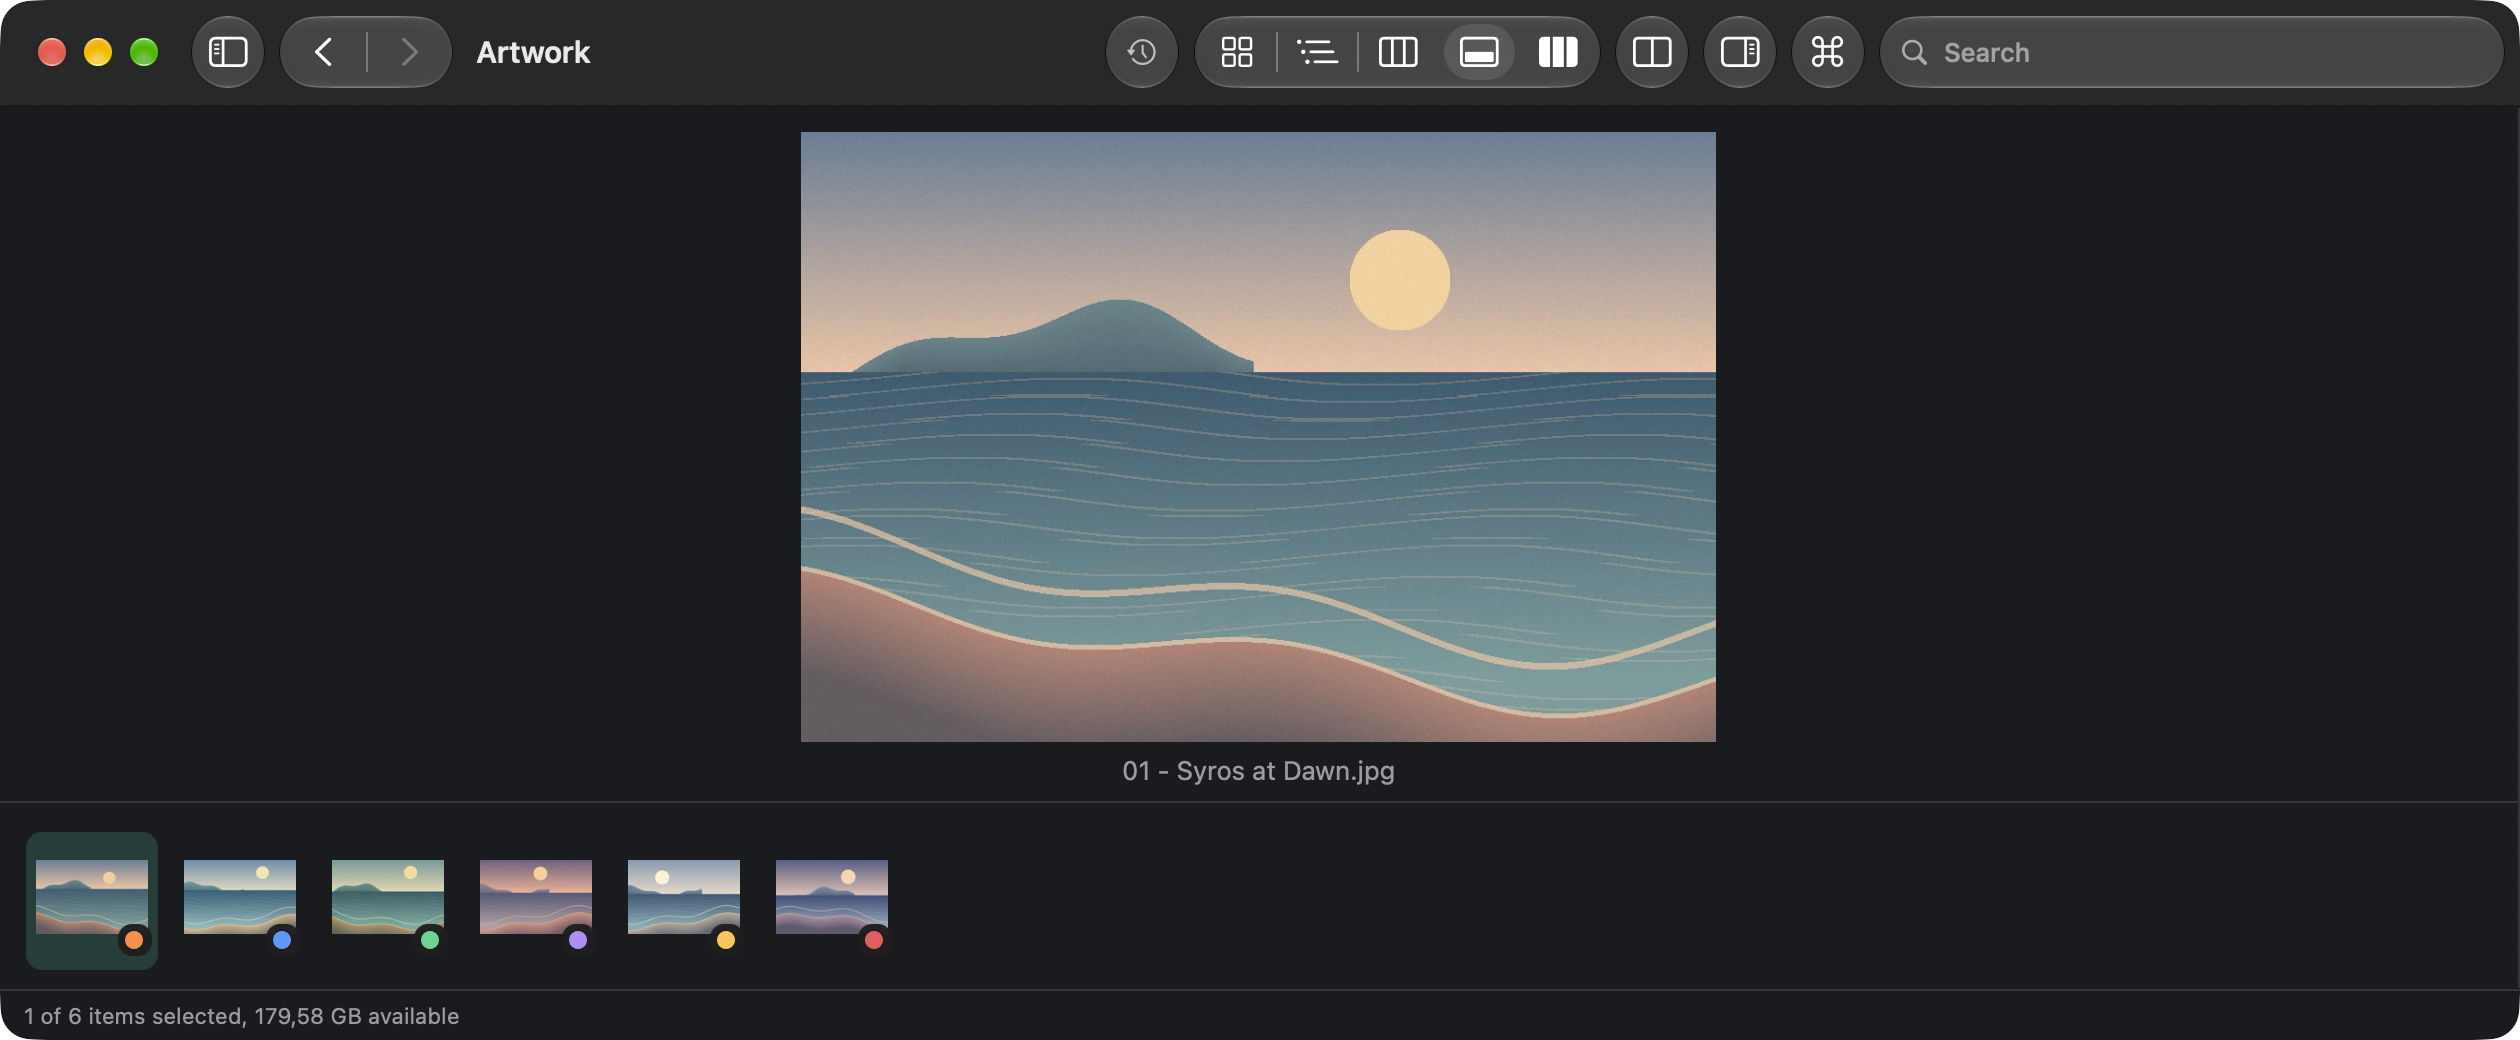 Artwork
Search
01 - Syros at Dawn.jpg
1 of 6 items selected, 179,58 GB available